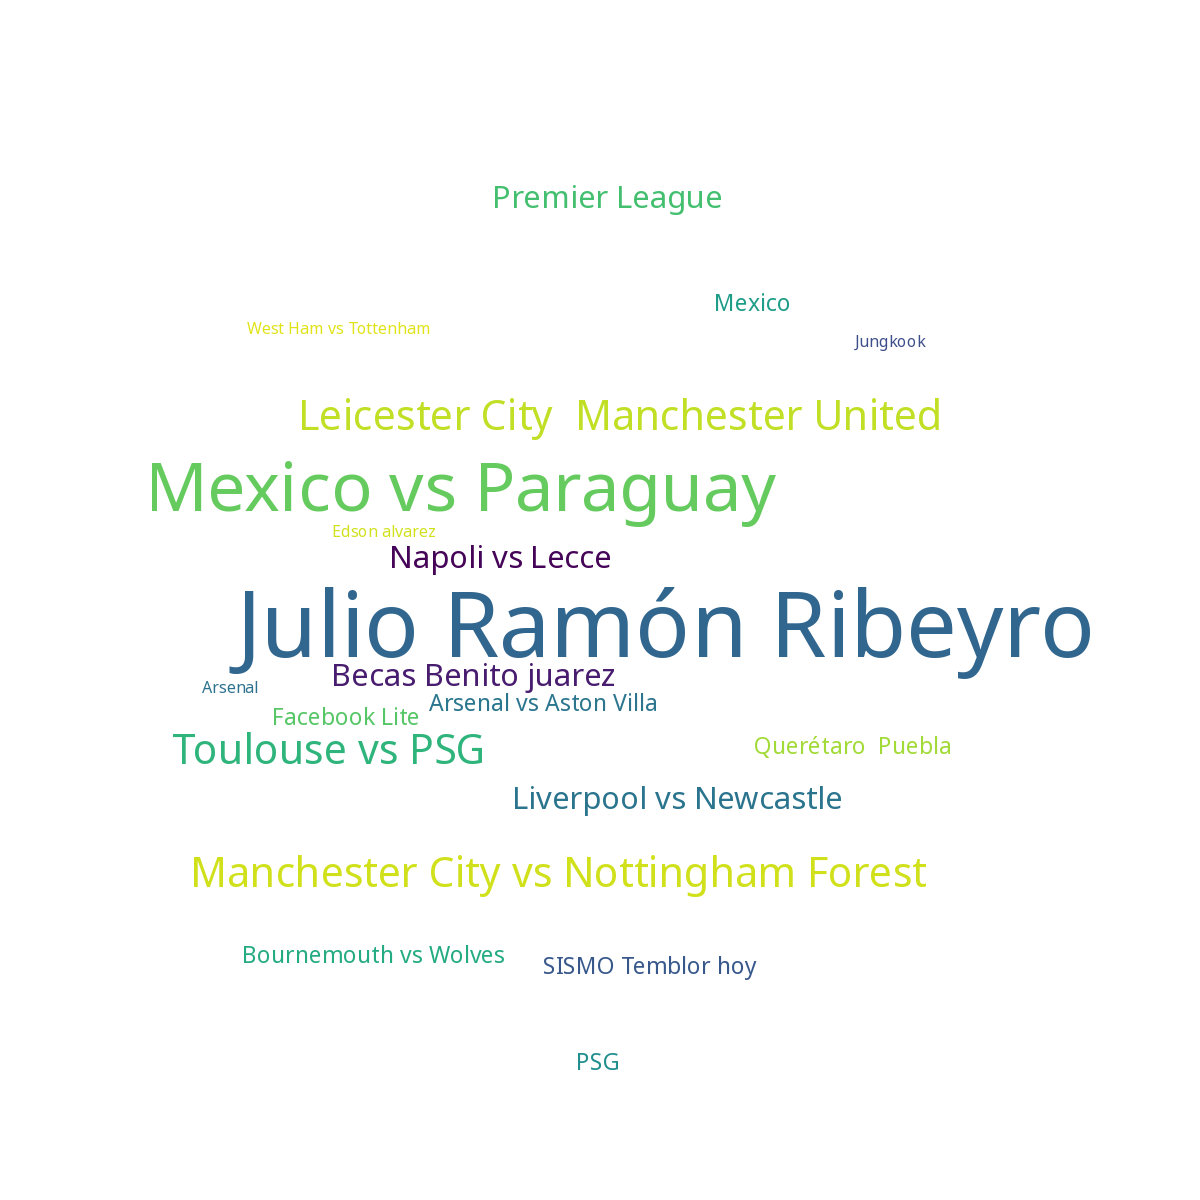 Premier League
Mexico
West Ham vs Tottenham
Jungkook
Leicester City  Manchester United
Mexico vs Paraguay
Edson alvarez
Napoli vs Lecce
Julio Ramón Ribeyro
Becas Benito juarez
Arsenal
Arsenal vs Aston Villa
Facebook Lite
Toulouse vs PSG
Querétaro  Puebla
Liverpool vs Newcastle
Manchester City vs Nottingham Forest
Bournemouth vs Wolves
SISMO Temblor hoy
PSG